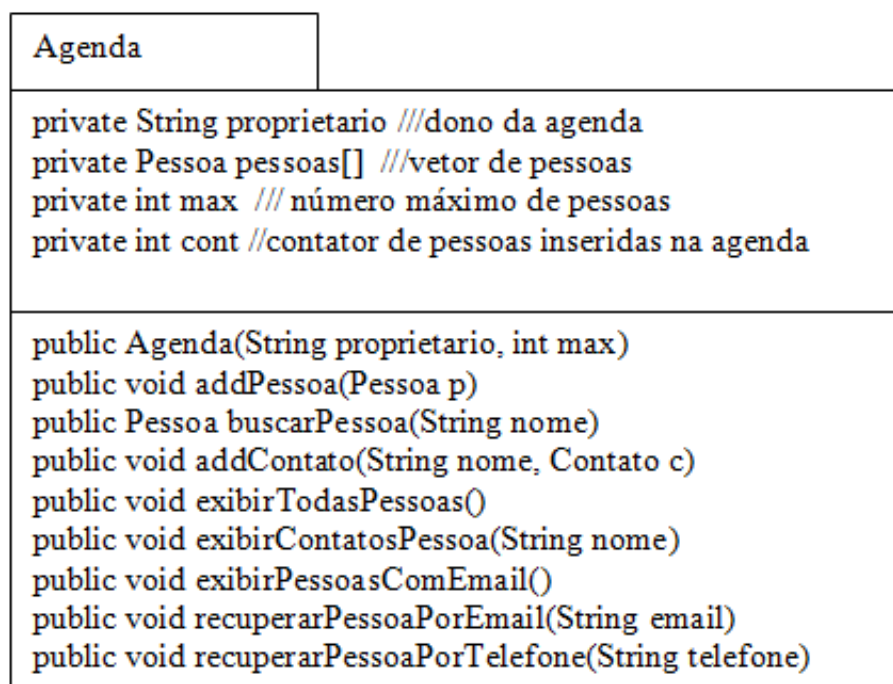 Agenda
private String proprietario ///dono da agenda
private Pessoa pessoas[] ///vetor de pessoas
private int max /// número máximo de pessoas
private int cont //contator de pessoas inseridas na agenda
public Agenda(String proprietario, int max)
public void addPessoa(Pessoa p)
public Pessoa buscarPessoa(String nome)
public void addContato(String nome, Contato c)
public void exibirTodasPessoas()
public void exibirContatosPessoa(String nome)
public void exibirPessoasComEmail()
public void recuperarPessoaPorEmail(String email)
public void recuperarPessoaPorTelefone(String telefone)